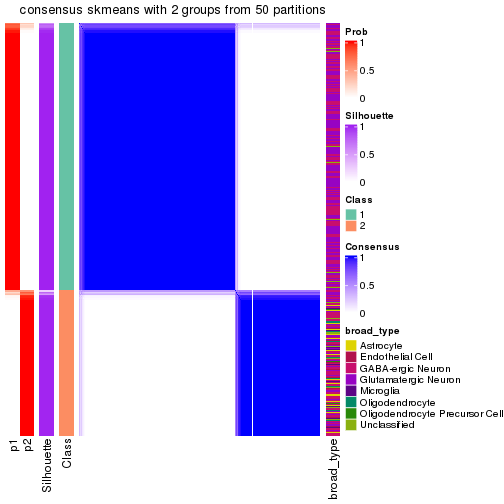 consensus skmeans with 2 groups from 50 partitions
Prob
1
0.5
0
Silhouette
1
0.5
0
Class
1
2
Consensus
1
0.5
0
broad_type
Astrocyte
Endothelial Cell
GABA-ergic Neuron
Glutamatergic Neuron
Microglia
Oligodendrocyte
Oligodendrocyte Precursor Cell
Unclassified
p1
p2
Silhouette
Class
broad_type